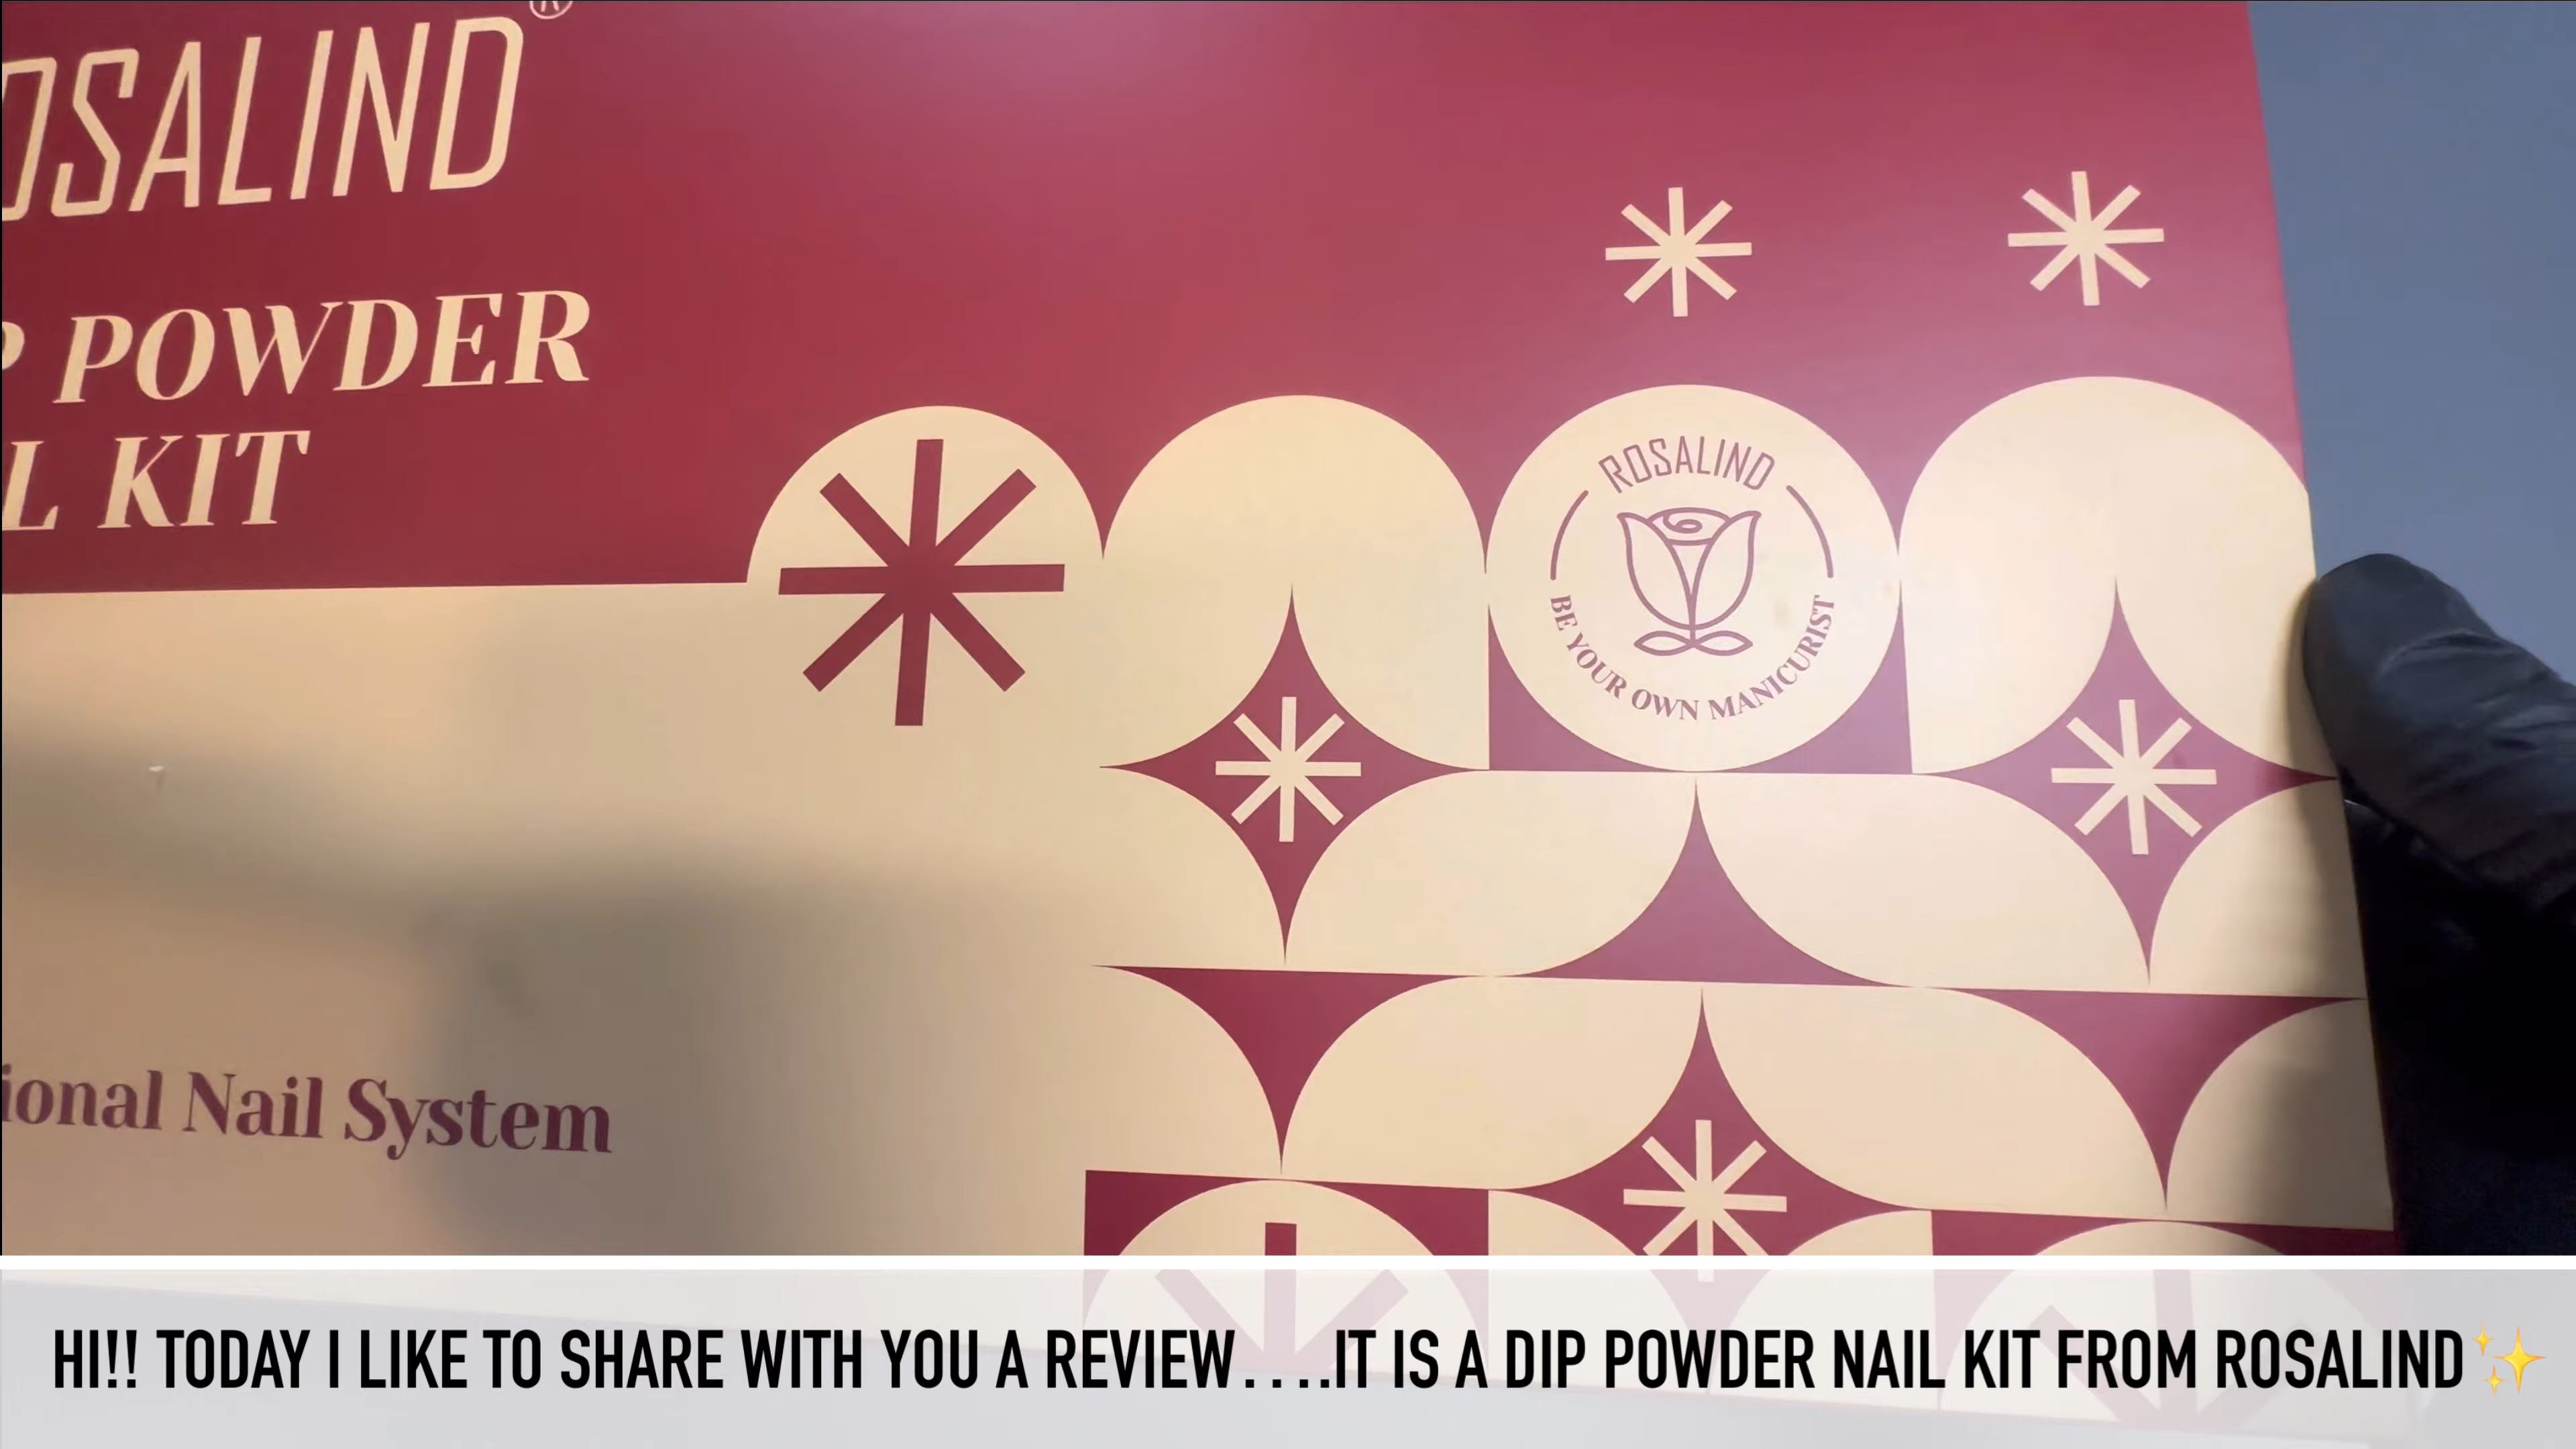 OSALIND®
P POWDER
L KIT
ROSALIND
BE YOUR OWN MANICURIST
ional Nail System
HI!! TODAY I LIKE TO SHARE WITH YOU A REVIEW.....IT IS A DIP POWDER NAIL KIT FROM ROSALIND✨